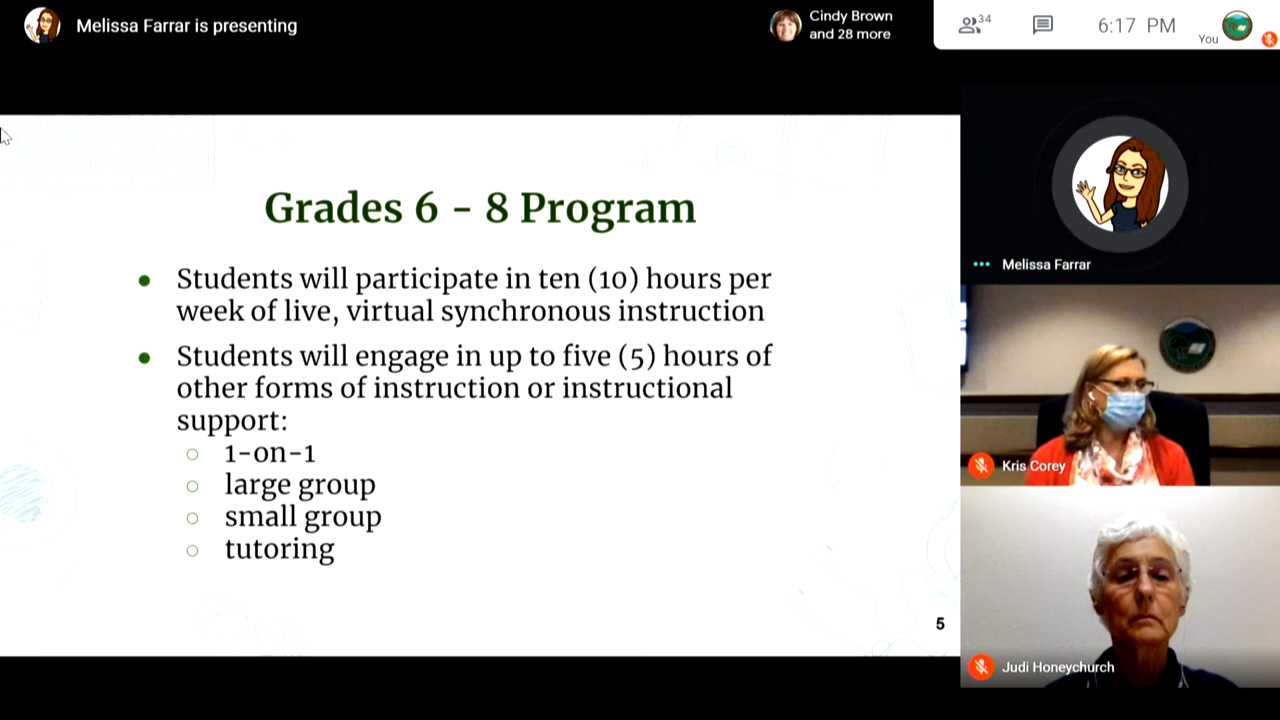 Melissa Farrar is presenting
Cindy Brown
and 28 more
34
6:17 PM
You
Grades 6 - 8 Program
• Students will participate in ten (10) hours per
week of live, virtual synchronous instruction
• Students will engage in up to five (5) hours of
other forms of instruction or instructional
support:
○ 1-on-1
○ large group
○ small group
○ tutoring
5
Melissa Farrar
Kris Corey
Judi Honeychurch